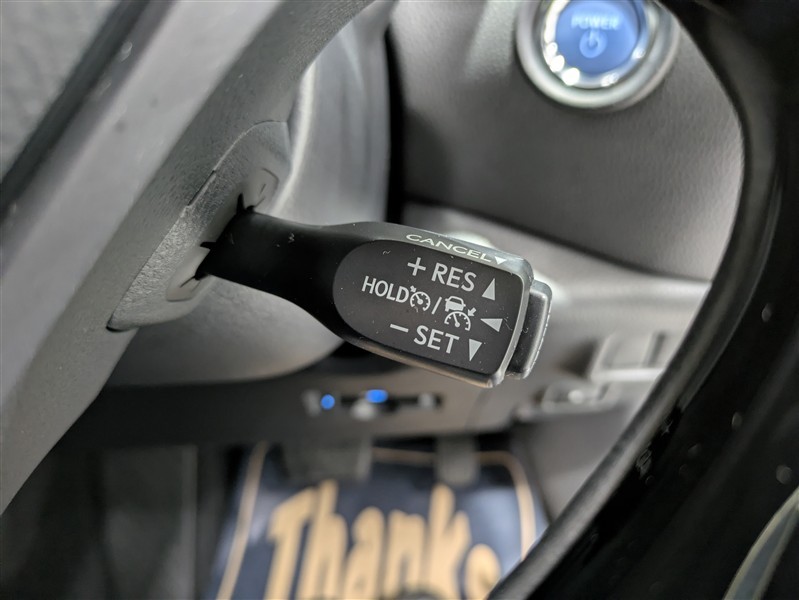 POWER
CANCEL▼
+RES▲
HOLD /
−SET▼
Thanks